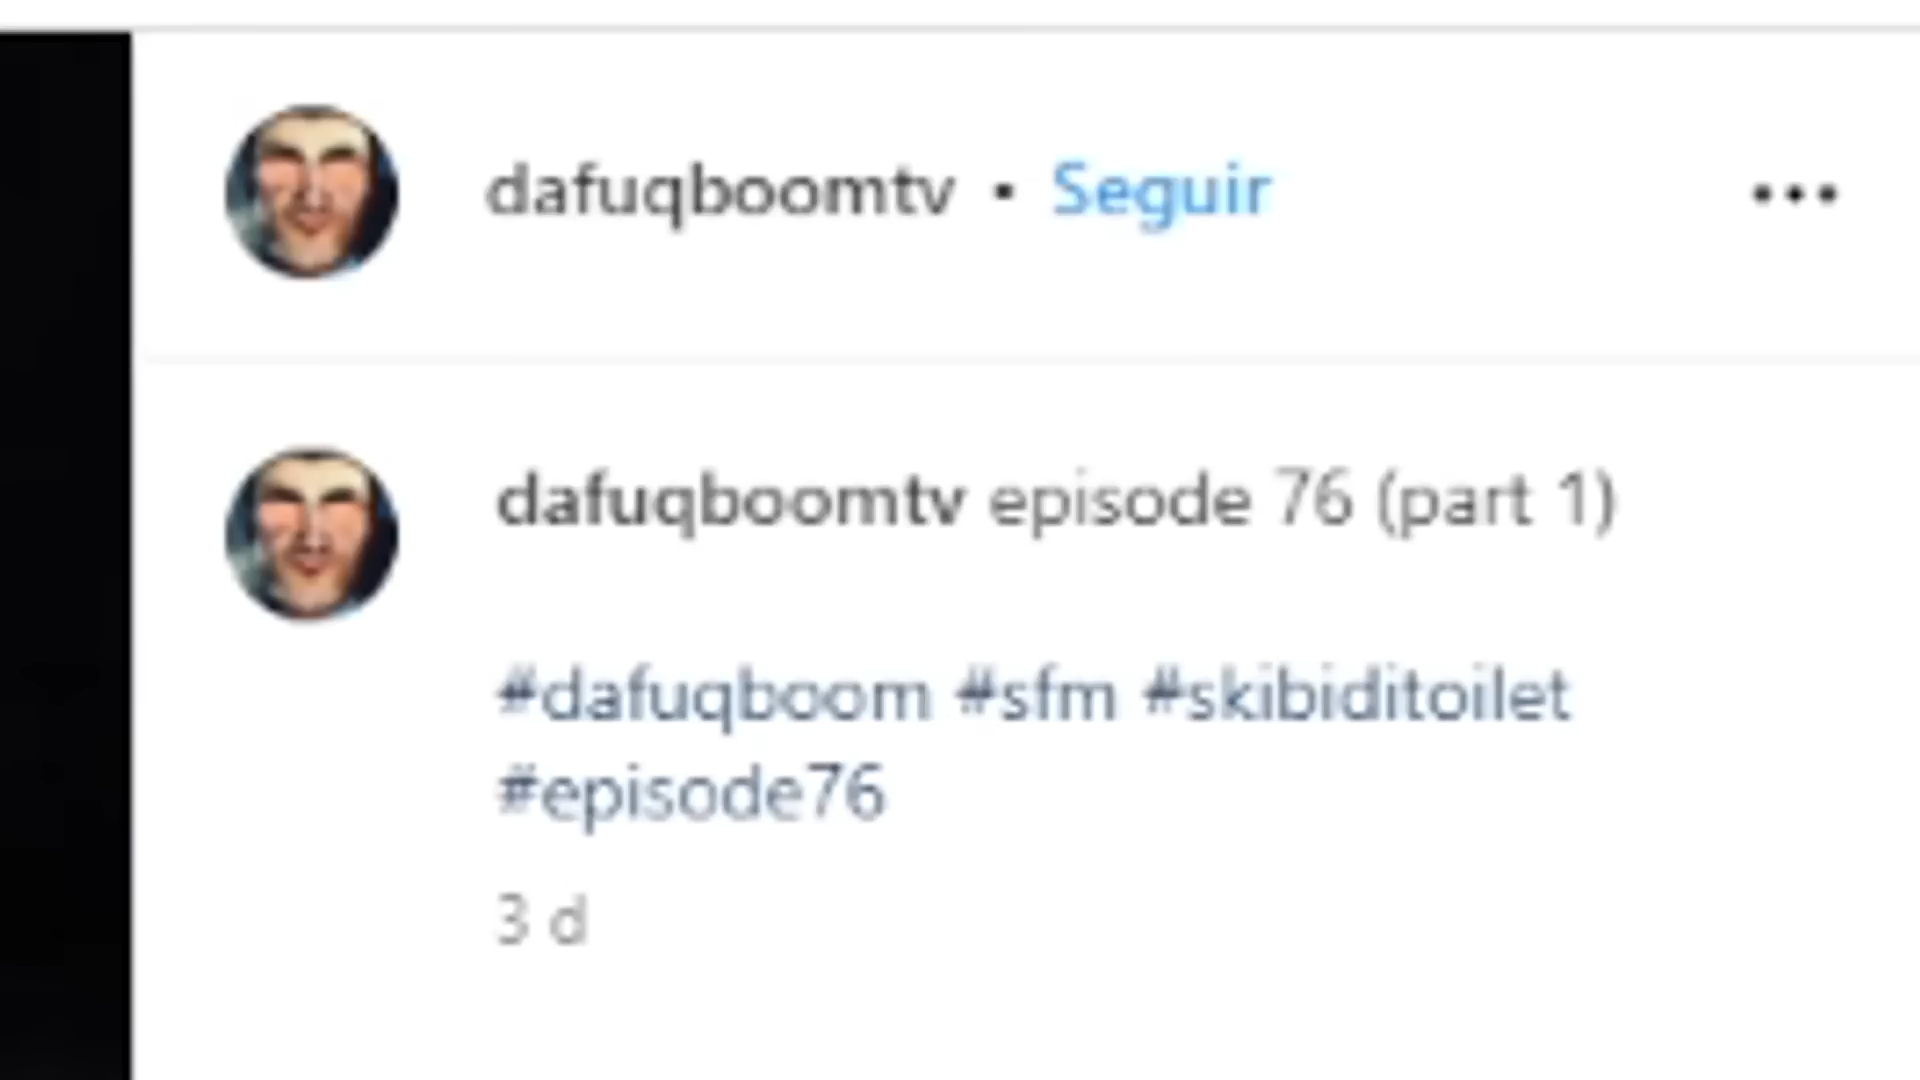 dafuqboomtv • Seguir
dafuqboomtv episode 76 (part 1)
#dafuqboom #sfm #skibiditoilet
#episode76
3 d